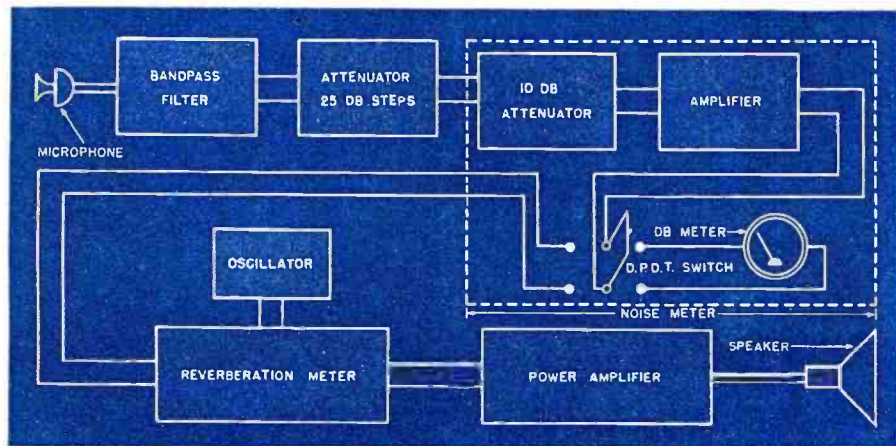 BANDPASS
FILTER
ATTENUATOR
25 DB STEPS
10 DB
ATTENUATOR
AMPLIFIER
MICROPHONE
OSCILLATOR
DB METER
D.P.D.T. SWITCH
NOISE METER
REVERBERATION METER
POWER AMPLIFIER
SPEAKER